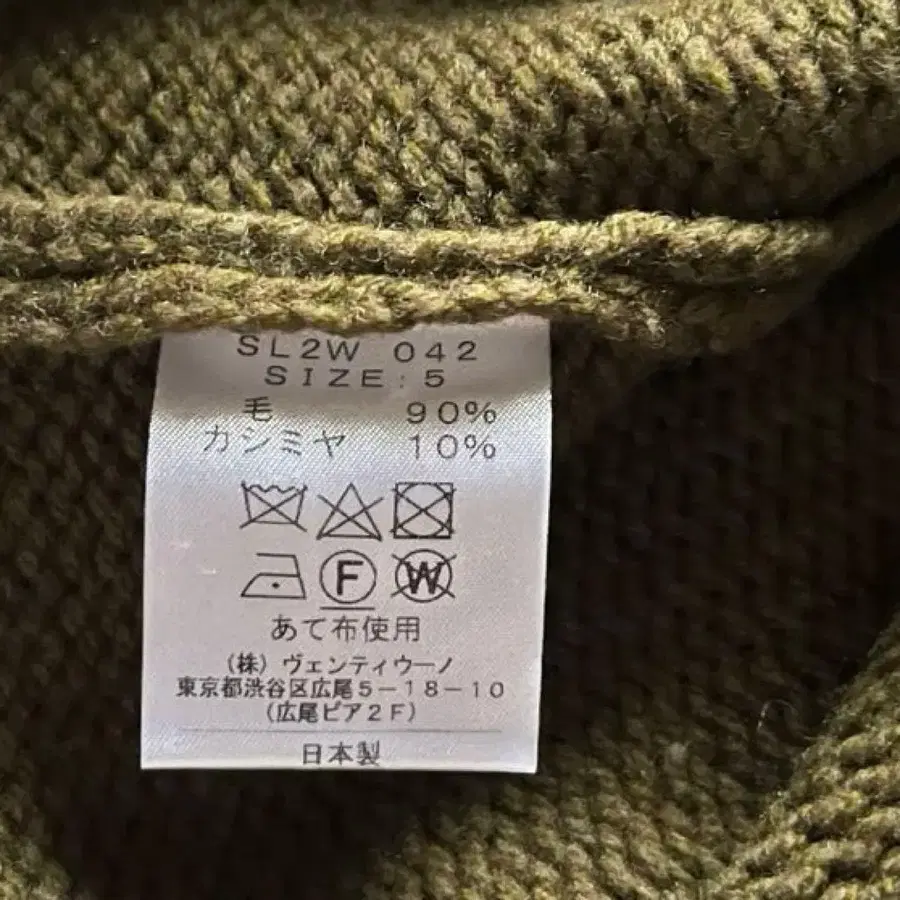 SL2W 042
SIZE:5
毛 90%
カシミヤ 10%
F W
あて布使用
(株)ヴェンティウーノ
東京都渋谷区広尾5-18-10
(広尾ピア2F)
日本製